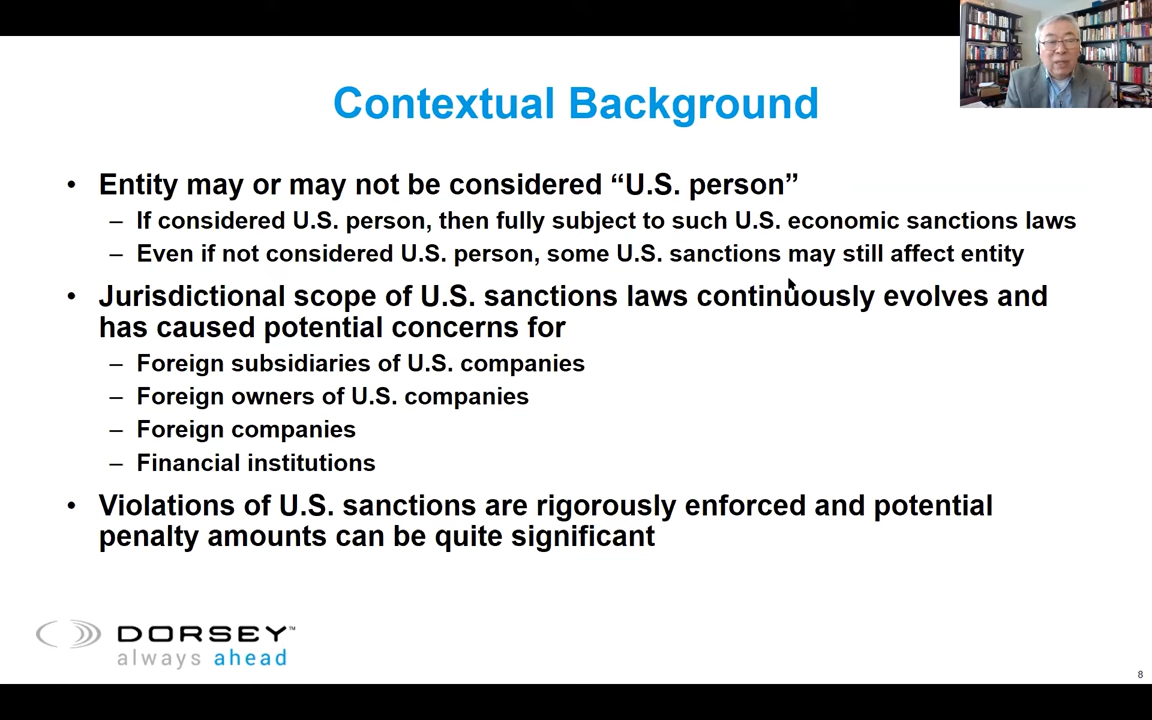 Contextual Background
• Entity may or may not be considered “U.S. person”
– If considered U.S. person, then fully subject to such U.S. economic sanctions laws
– Even if not considered U.S. person, some U.S. sanctions may still affect entity
• Jurisdictional scope of U.S. sanctions laws continuously evolves and
has caused potential concerns for
– Foreign subsidiaries of U.S. companies
– Foreign owners of U.S. companies
– Foreign companies
– Financial institutions
• Violations of U.S. sanctions are rigorously enforced and potential
penalty amounts can be quite significant
DORSEY™
always ahead
8